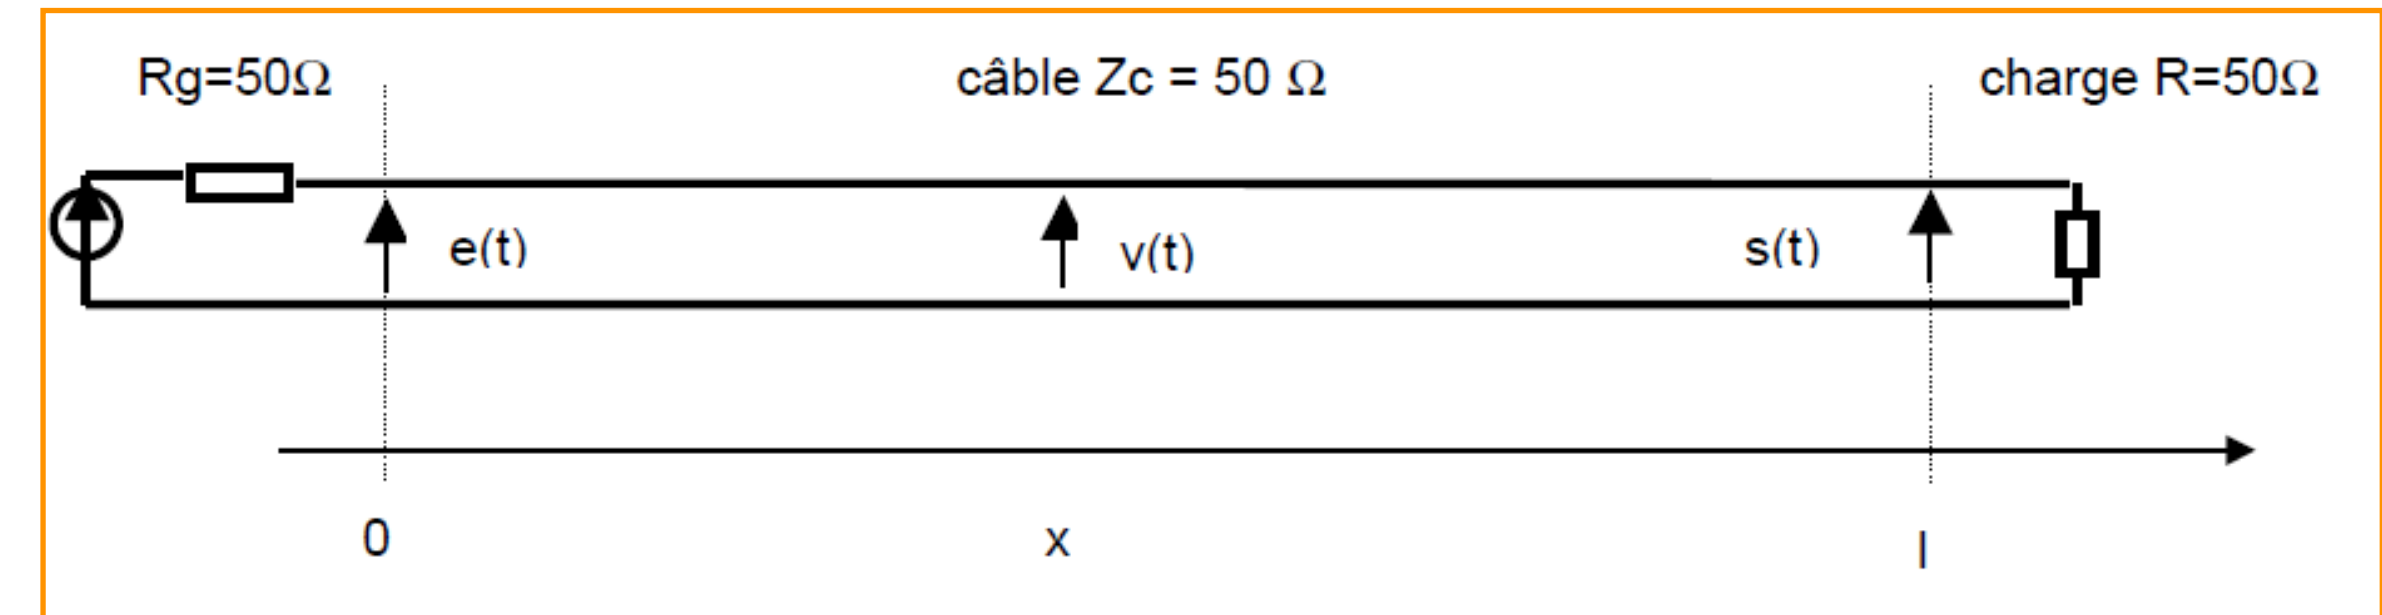 Rg=50Ω
câble Zc = 50 Ω
charge R=50Ω
e(t)
v(t)
s(t)
0
x
l